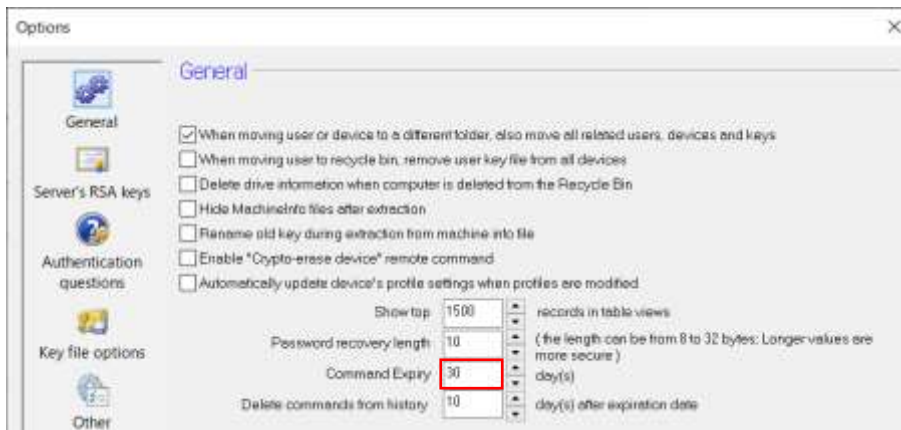 Options
General
General
Server's RSA keys
Authentication
questions
Key file options
Other
When moving user or device to a different folder, also move all related users, devices and keys
When moving user to recycle bin, remove user key file from all devices
Delete drive information when computer is deleted from the Recycle Bin
Hide MachineInfo files after extraction
Rename old key during extraction from machine info file
Enable "Crypto-erase device" remote command
Automatically update device's profile settings when profiles are modified
Show top 1500 records in table views
Password recovery length 10 ( the length can be from 8 to 32 bytes; Longer values are
more secure )
Command Expiry 30 day(s)
Delete commands from history 10 day(s) after expiration date